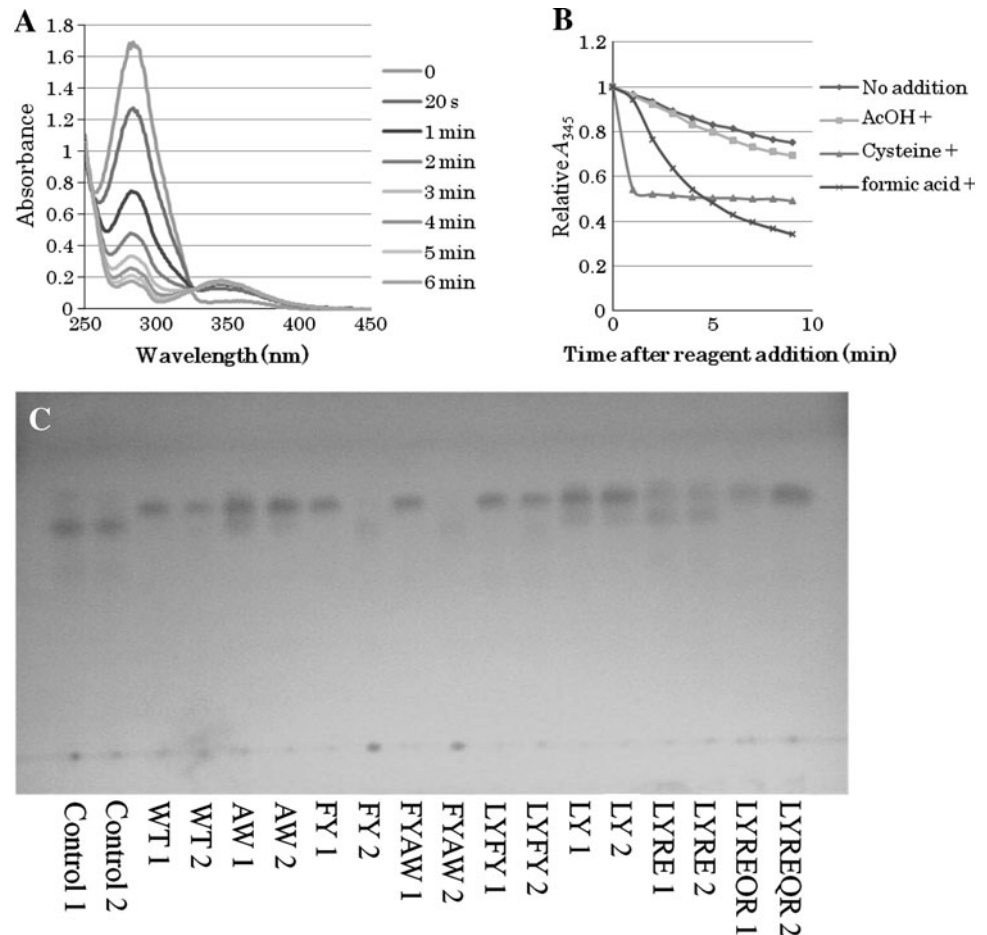 A
1.8
1.6
1.4
1.2
1
0.8
0.6
0.4
0.2
0
250
300
350
400
450
Absorbance
Wavelength (nm)
0
20 s
1 min
2 min
3 min
4 min
5 min
6 min
B
1.2
1
0.8
0.6
0.4
0.2
0
0
5
10
Relative A345
Time after reagent addition (min)
No addition
AcOH +
Cysteine +
formic acid +
C
Control 1
Control 2
WT 1
WT 2
AW 1
AW 2
FY 1
FY 2
FYAW 1
FYAW 2
LYFY 1
LYFY 2
LY 1
LY 2
LYRE 1
LYRE 2
LYREQR 1
LYREQR 2